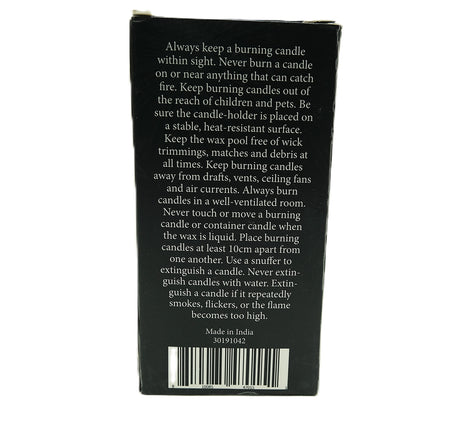 Always keep a burning candle
within sight. Never burn a candle
on or near anything that can catch
fire. Keep burning candles out of
the reach of children and pets. Be
sure the candle-holder is placed on
a stable, heat-resistant surface.
Keep the wax pool free of wick
trimmings, matches and debris at
all times. Keep burning candles
away from drafts, vents, ceiling fans
and air currents. Always burn
candles in a well-ventilated room.
Never touch or move a burning
candle or container candle when
the wax is liquid. Place burning
candles at least 10cm apart from
one another. Use a snuffer to
extinguish a candle. Never extin-
guish candles with water. Extin-
guish a candle if it repeatedly
smokes, flickers, or the flame
becomes too high.
Made in India
30191042